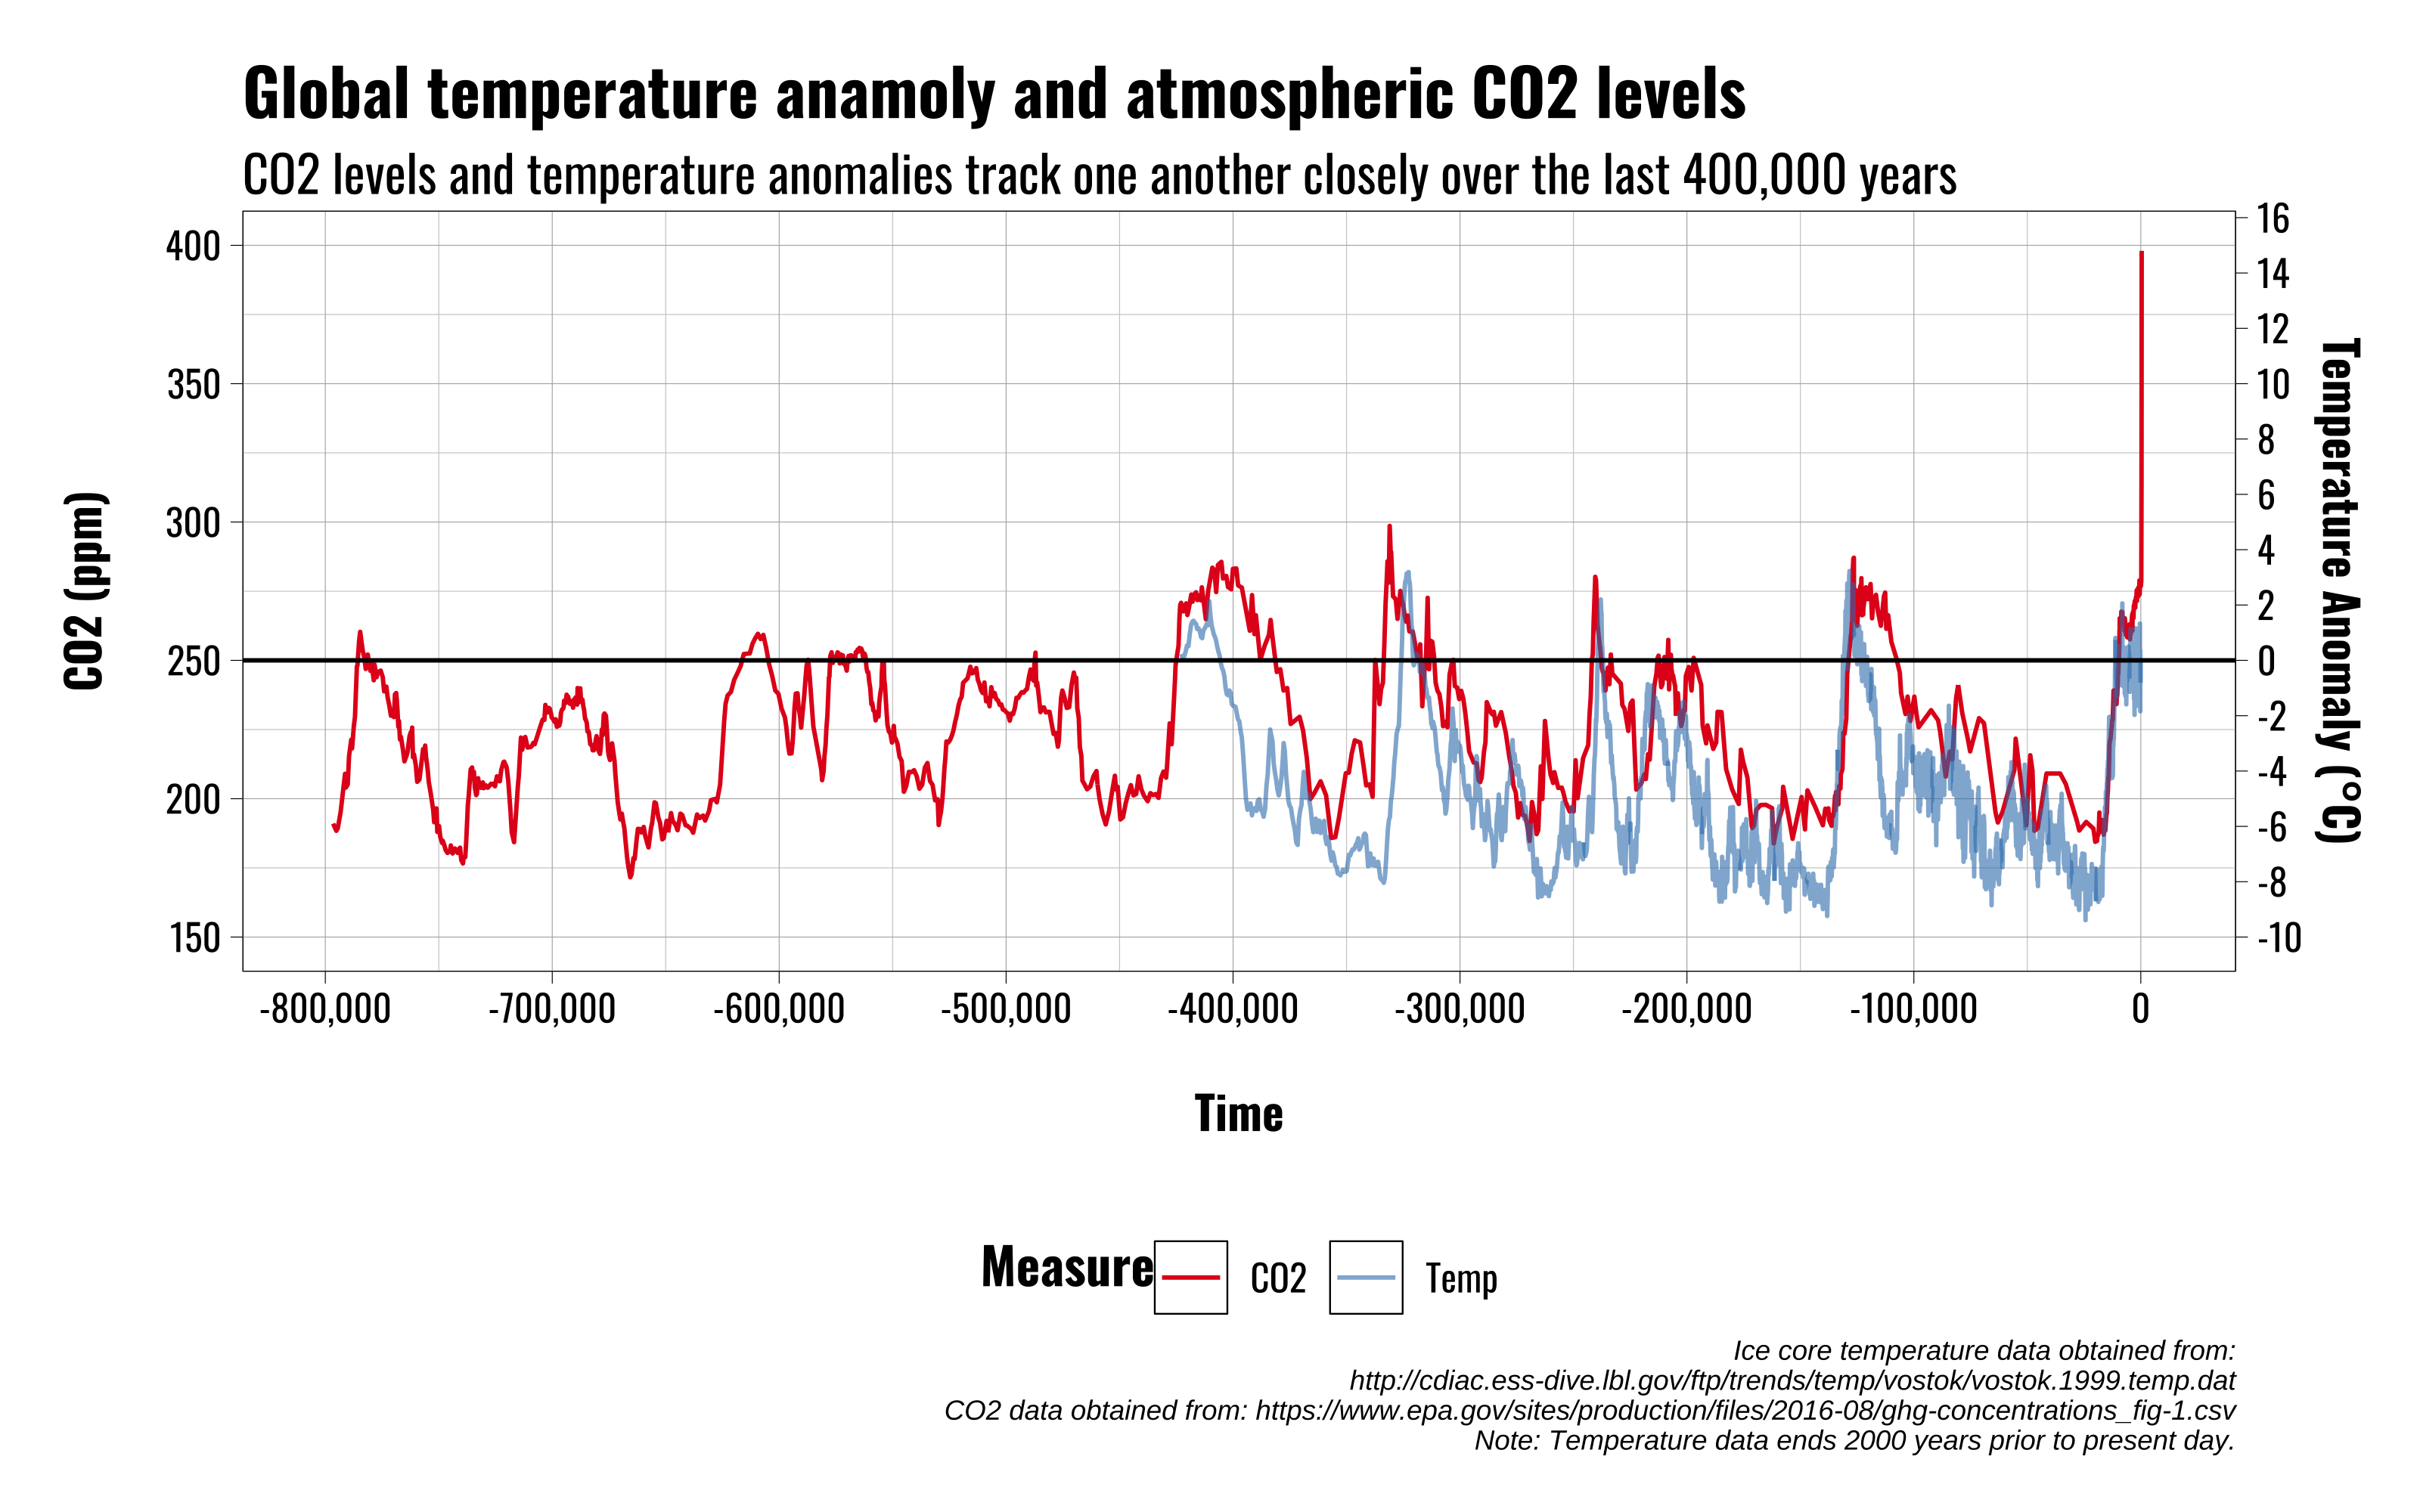 Global temperature anamoly and atmospheric CO2 levels
CO2 levels and temperature anomalies track one another closely over the last 400,000 years
CO2 (ppm)
400
350
300
250
200
150
16
14
12
10
8
6
4
2
0
-2
-4
-6
-8
-10
Temperature Anomaly (°C)
-800,000 -700,000 -600,000 -500,000 -400,000 -300,000 -200,000 -100,000 0
Time
Measure CO2 Temp
Ice core temperature data obtained from:
http://cdiac.ess-dive.lbl.gov/ftp/trends/temp/vostok/vostok.1999.temp.dat
CO2 data obtained from: https://www.epa.gov/sites/production/files/2016-08/ghg-concentrations_fig-1.csv
Note: Temperature data ends 2000 years prior to present day.